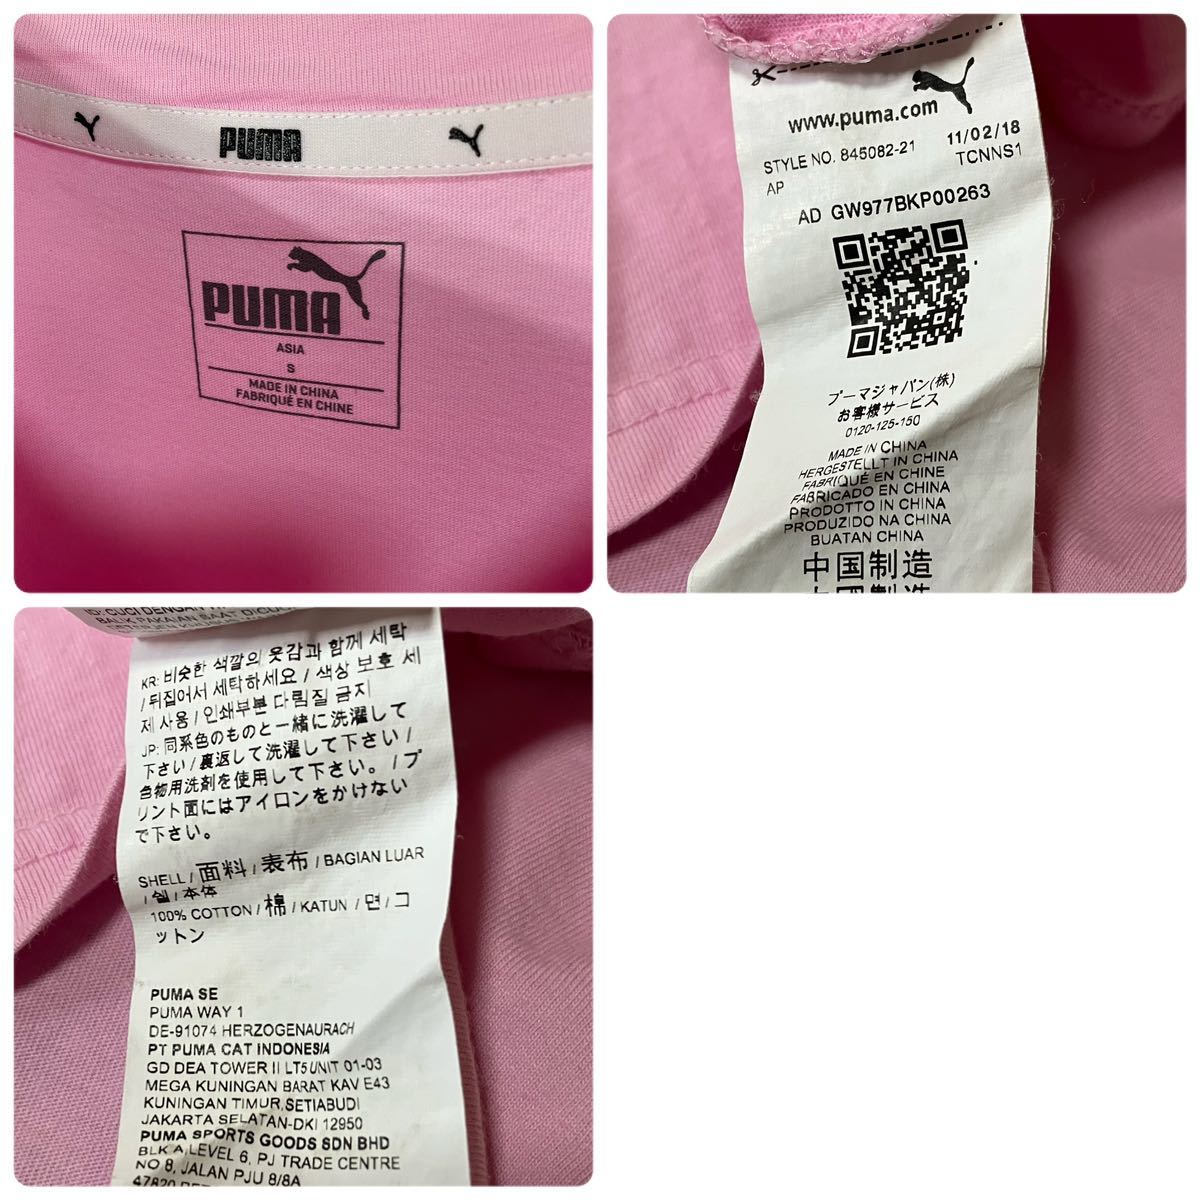 PUMA
PUMA
ASIA
S
MADE IN CHINA
FABRIQUÉ EN CHINE
www.puma.com
STYLE NO. 845082-21 11/02/18
AP TCNNS1
AD GW977BKP00263
プーマジャパン(株)
お客様サービス
0120-125-150
MADE IN CHINA
HERGESTELLT IN CHINA
FABRIQUÉ EN CHINE
FABRICADO EN CHINA
PRODOTTO IN CHINA
PRODUZIDO NA CHINA
BUATAN CHINA
中国制造
ID: CUCI DENGAN
BALIK PAKAIAN SAAT DICUCI
KR: 비슷한 색깔의 옷감과 함께 세탁
/ 뒤집어서 세탁하세요 / 색상 보호 세
제 사용 / 인쇄부분 다림질 금지
JP: 同系色のものと一緒に洗濯して
下さい / 裏返して洗濯して下さい /
色物用洗剤を使用して下さい。 / プ
リント面にはアイロンをかけない
で下さい。
SHELL / 面料 / 表布 / BAGIAN LUAR
/ 쉘 / 本体
100% COTTON / 棉 / KATUN / 면 / コ
ットン
PUMA SE
PUMA WAY 1
DE-91074 HERZOGENAURACH
PT PUMA CAT INDONESIA
GD DEA TOWER II LT5 UNIT 01-03
MEGA KUNINGAN BARAT KAV E43
KUNINGAN TIMUR,SETIABUDI
JAKARTA SELATAN-DKI 12950
PUMA SPORTS GOODS SDN BHD
BLK A, LEVEL 6, PJ TRADE CENTRE
NO 8, JALAN PJU 8/8A
47820